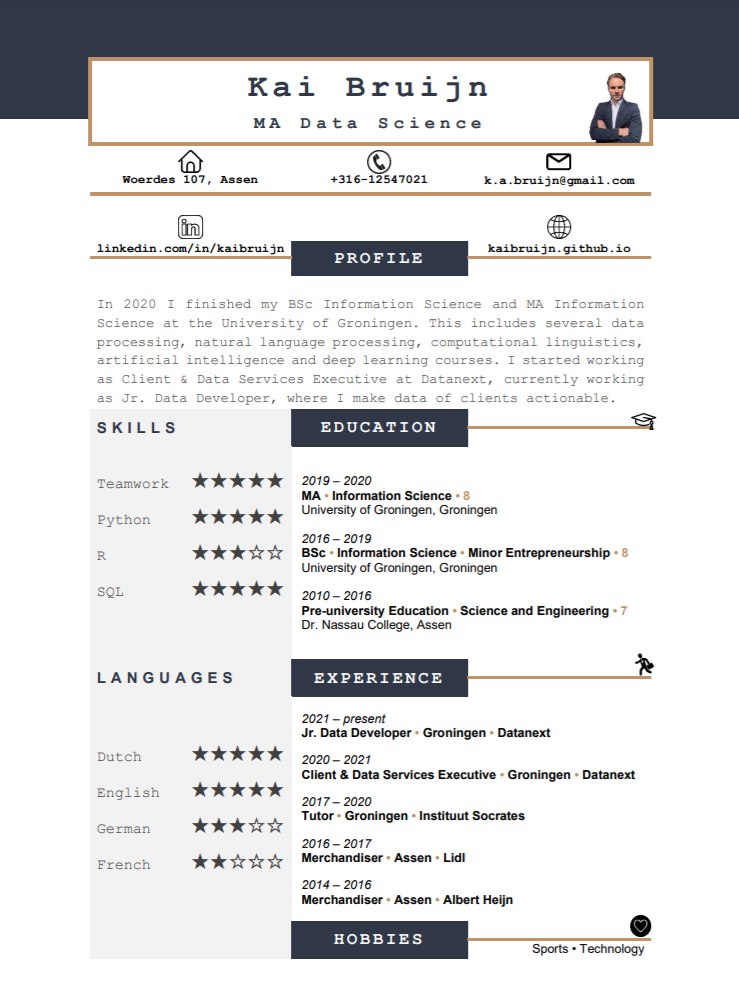 Kai Bruijn
MA Data Science
Woerdes 107, Assen
+316-12547021
k.a.bruijn@gmail.com
in
linkedin.com/in/kaibruijn
kaibruijn.github.io
PROFILE
In 2020 I finished my BSc Information Science and MA Information
Science at the University of Groningen. This includes several data
processing, natural language processing, computational linguistics,
artificial intelligence and deep learning courses. I started working
as Client & Data Services Executive at Datanext, currently working
as Jr. Data Developer, where I make data of clients actionable.
SKILLS
Teamwork ★★★★★
Python ★★★★★
R ★★★☆☆
SQL ★★★★★
EDUCATION
2019 – 2020
MA • Information Science • 8
University of Groningen, Groningen
2016 – 2019
BSc • Information Science • Minor Entrepreneurship • 8
University of Groningen, Groningen
2010 – 2016
Pre-university Education • Science and Engineering • 7
Dr. Nassau College, Assen
LANGUAGES
Dutch ★★★★★
English ★★★★★
German ★★★☆☆
French ★★☆☆☆
EXPERIENCE
2021 – present
Jr. Data Developer • Groningen • Datanext
2020 – 2021
Client & Data Services Executive • Groningen • Datanext
2017 – 2020
Tutor • Groningen • Instituut Socrates
2016 – 2017
Merchandiser • Assen • Lidl
2014 – 2016
Merchandiser • Assen • Albert Heijn
HOBBIES
Sports • Technology